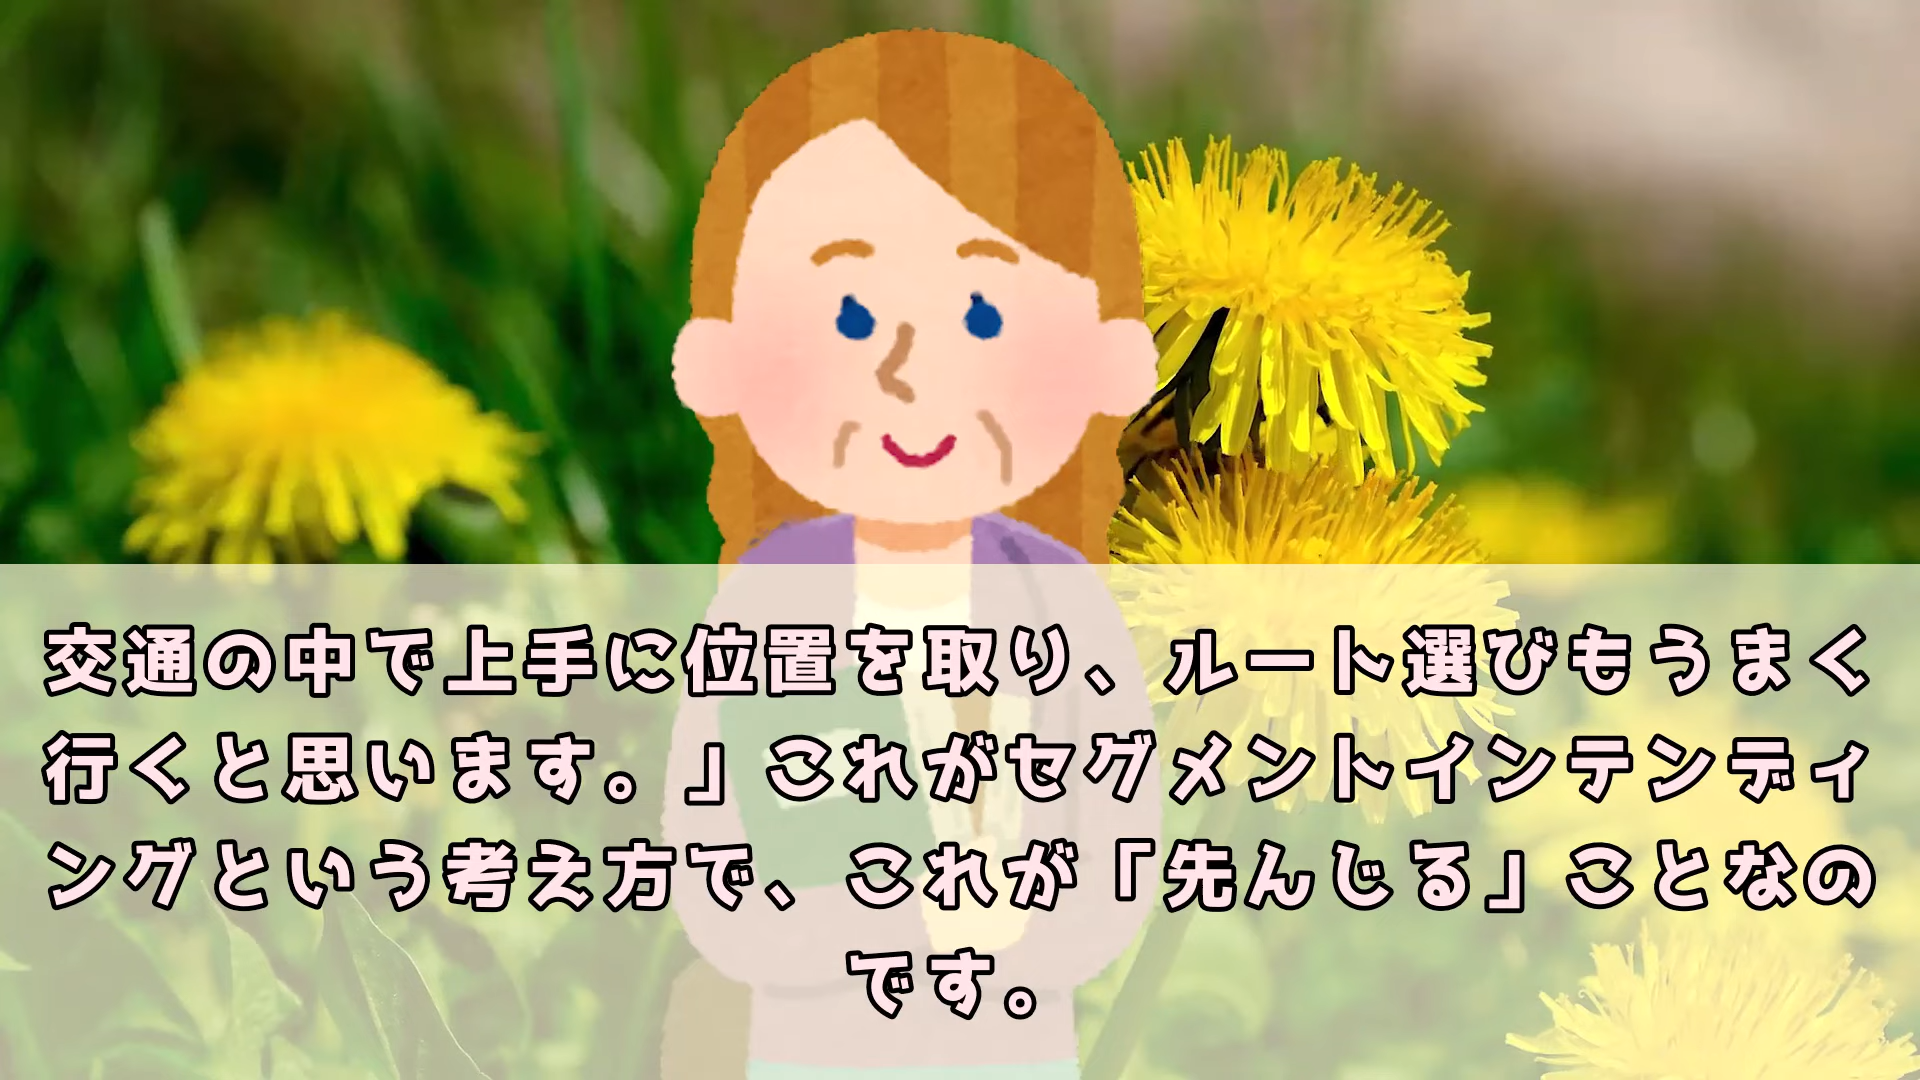 交通の中で上手に位置を取り、ルート選びもうまく
行くと思います。」これがセグメントインテンディ
ングという考え方で、これが「先んじる」ことなの
です。